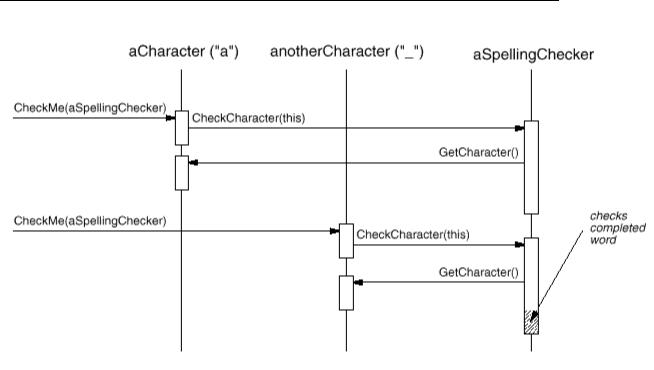 aCharacter ("a") anotherCharacter ("_") aSpellingChecker
CheckMe(aSpellingChecker)
CheckCharacter(this)
GetCharacter()
CheckMe(aSpellingChecker)
CheckCharacter(this)
GetCharacter()
checks
completed
word